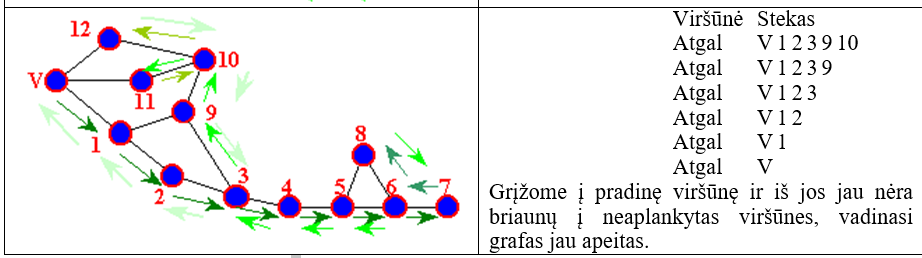 12
10
V
11
9
1
8
3
2
4
5
6
7
Viršūnė Stekas
Atgal V 1 2 3 9 10
Atgal V 1 2 3 9
Atgal V 1 2 3
Atgal V 1 2
Atgal V 1
Atgal V
Grįžome į pradinę viršūnę ir iš jos jau nėra
briaunų į neaplankytas viršūnes, vadinasi
grafas jau apeitas.